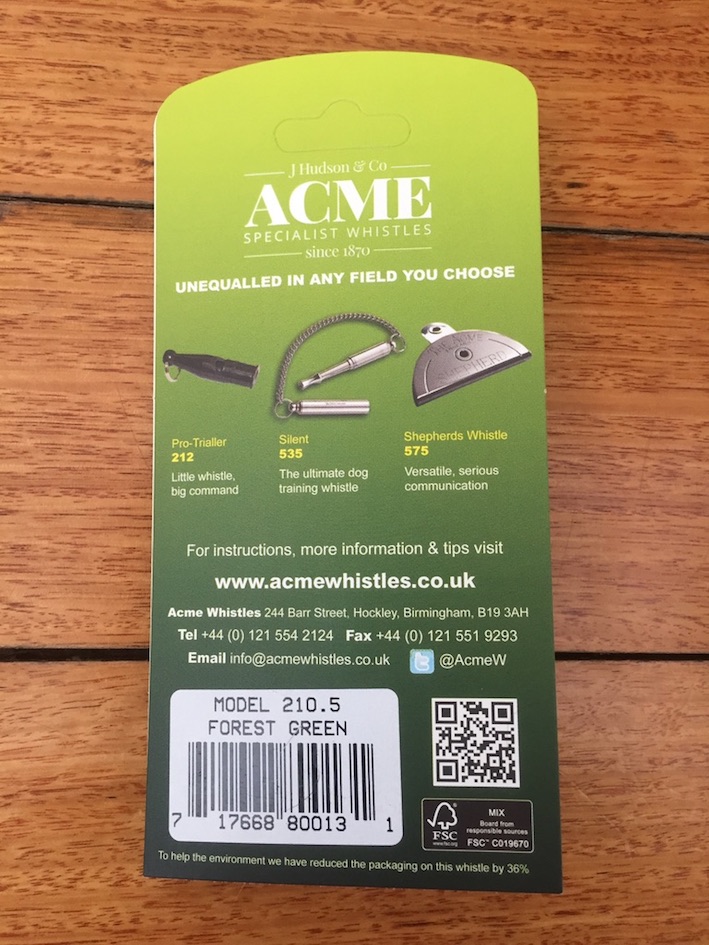 J Hudson & Co
ACME
SPECIALIST WHISTLES
since 1870
UNEQUALLED IN ANY FIELD YOU CHOOSE
SHEPHERD
Pro-Trialler
212
Little whistle,
big command
Silent
535
The ultimate dog
training whistle
Shepherds Whistle
575
Versatile, serious
communication
For instructions, more information & tips visit
www.acmewhistles.co.uk
Acme Whistles 244 Barr Street, Hockley, Birmingham, B19 3AH
Tel +44 (0) 121 554 2124 Fax +44 (0) 121 551 9293
Email info@acmewhistles.co.uk @AcmeW
MODEL 210.5
FOREST GREEN
7 17668 80013 1
FSC
www.fsc.org
MIX
Board from
responsible sources
FSC™ C019670
To help the environment we have reduced the packaging on this whistle by 36%